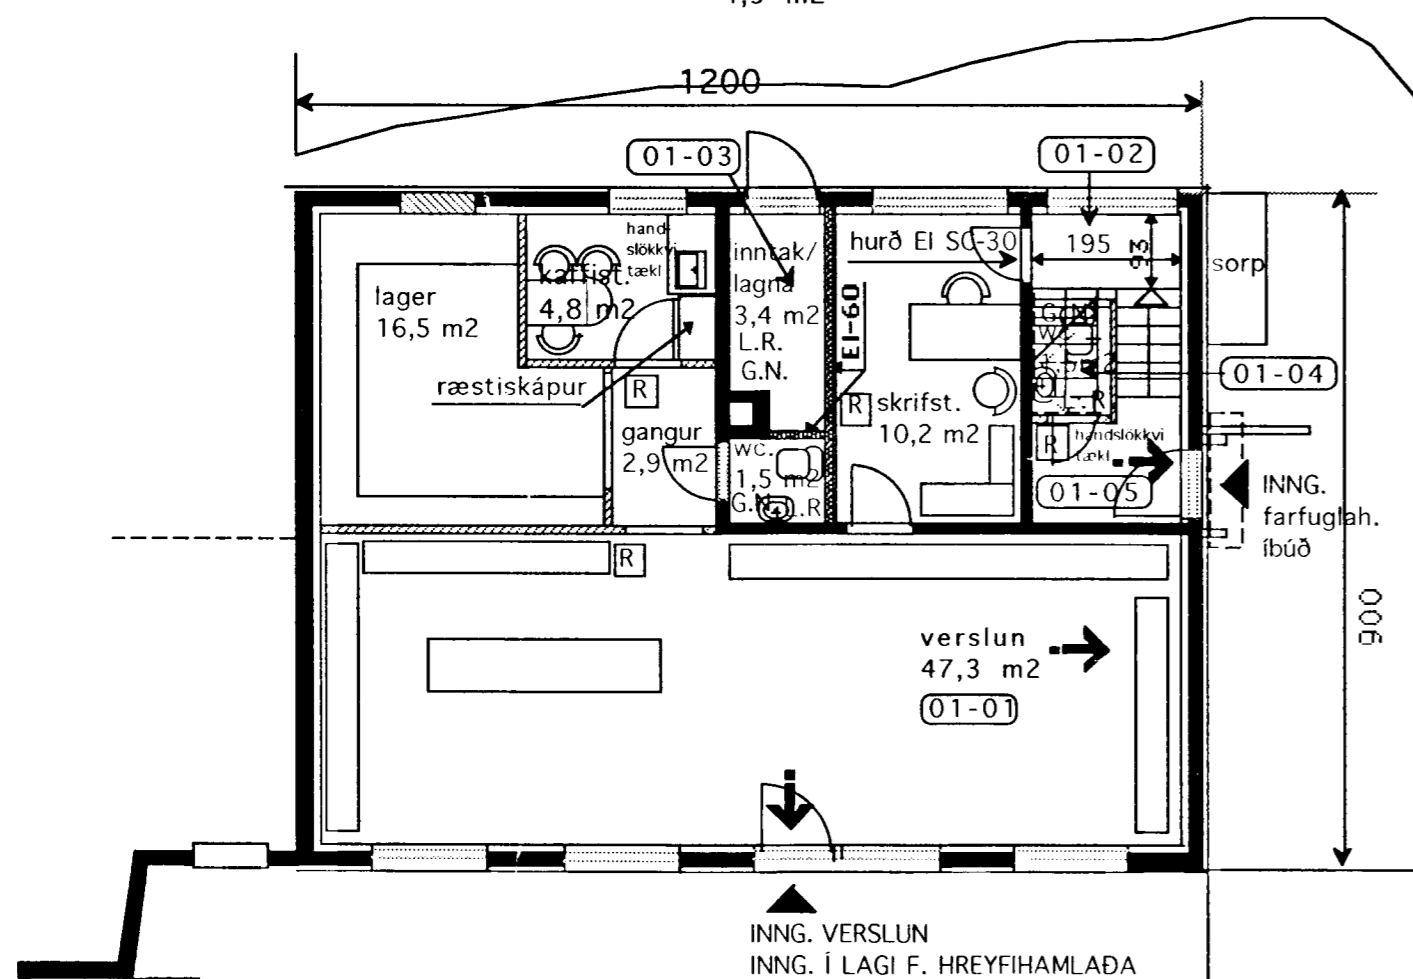 1200
01-03
01-02
hand-
slökkvi
tækl
kaffist.
4,8 m2
lager
16,5 m2
inntak/
lagna
3,4 m2
L.R.
G.N.
hurð EI SC-30
195
93
sorp
EI-60
ræstiskápur
R
gangur
2,9 m2
R
skrifst.
10,2 m2
wc.
1,5 m2
G.N.
L.R
R
01-04
R
handslökkvi
tækl
01-05
INNG.
farfuglah.
íbúð
R
verslun
47,3 m2
01-01
900
INNG. VERSLUN
INNG. Í LAGI F. HREYFIHAMLAÐA